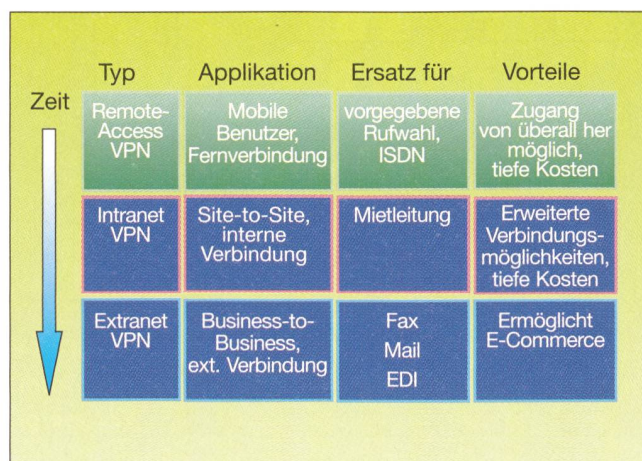 Typ Applikation Ersatz für Vorteile
Zeit
Remote-
Access
VPN
Mobile
Benutzer,
Fernverbindung
vorgegebene
Rufwahl,
ISDN
Zugang
von überall her
möglich,
tiefe Kosten
Intranet
VPN
Site-to-Site,
interne
Verbindung
Mietleitung
Erweiterte
Verbindungs-
möglichkeiten,
tiefe Kosten
Extranet
VPN
Business-to-
Business,
ext. Verbindung
Fax
Mail
EDI
Ermöglicht
E-Commerce